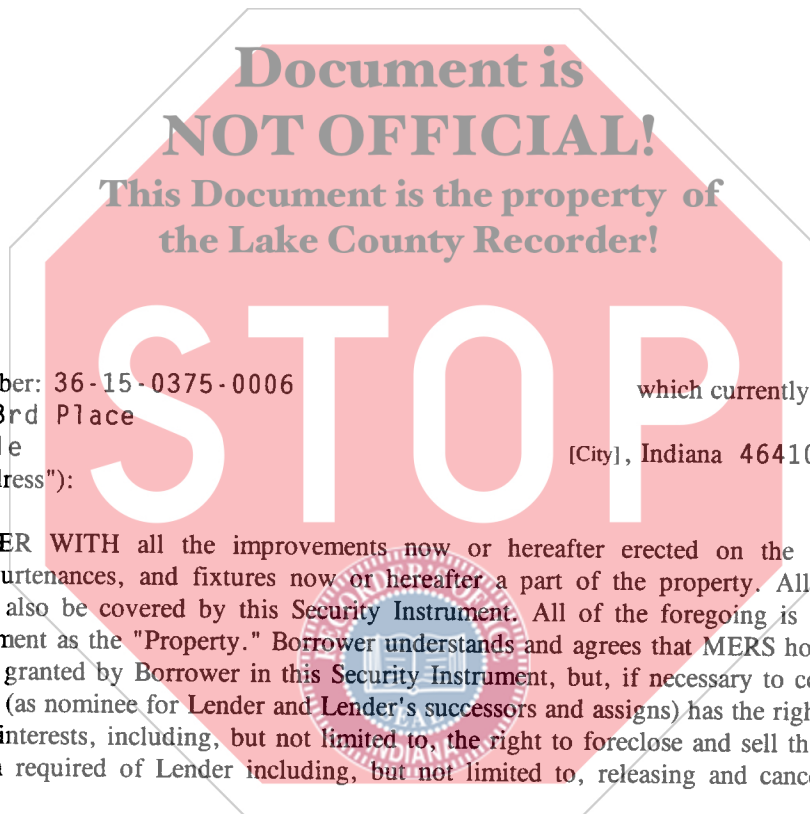 Document is
NOT OFFICIAL!
This Document is the property of
the Lake County Recorder!
STOP
ber: 36-15-0375-0006 which currently
3rd Place
le [City], Indiana 46410
ress"):
ER WITH all the improvements now or hereafter erected on the
urtenances, and fixtures now or hereafter a part of the property. All
also be covered by this Security Instrument. All of the foregoing is
ment as the "Property." Borrower understands and agrees that MERS ho
granted by Borrower in this Security Instrument, but, if necessary to co
(as nominee for Lender and Lender's successors and assigns) has the righ
interests, including, but not limited to, the right to foreclose and sell th
required of Lender including, but not limited to, releasing and canc
RECORDER'S OFFICE
SEAL
INDIANA